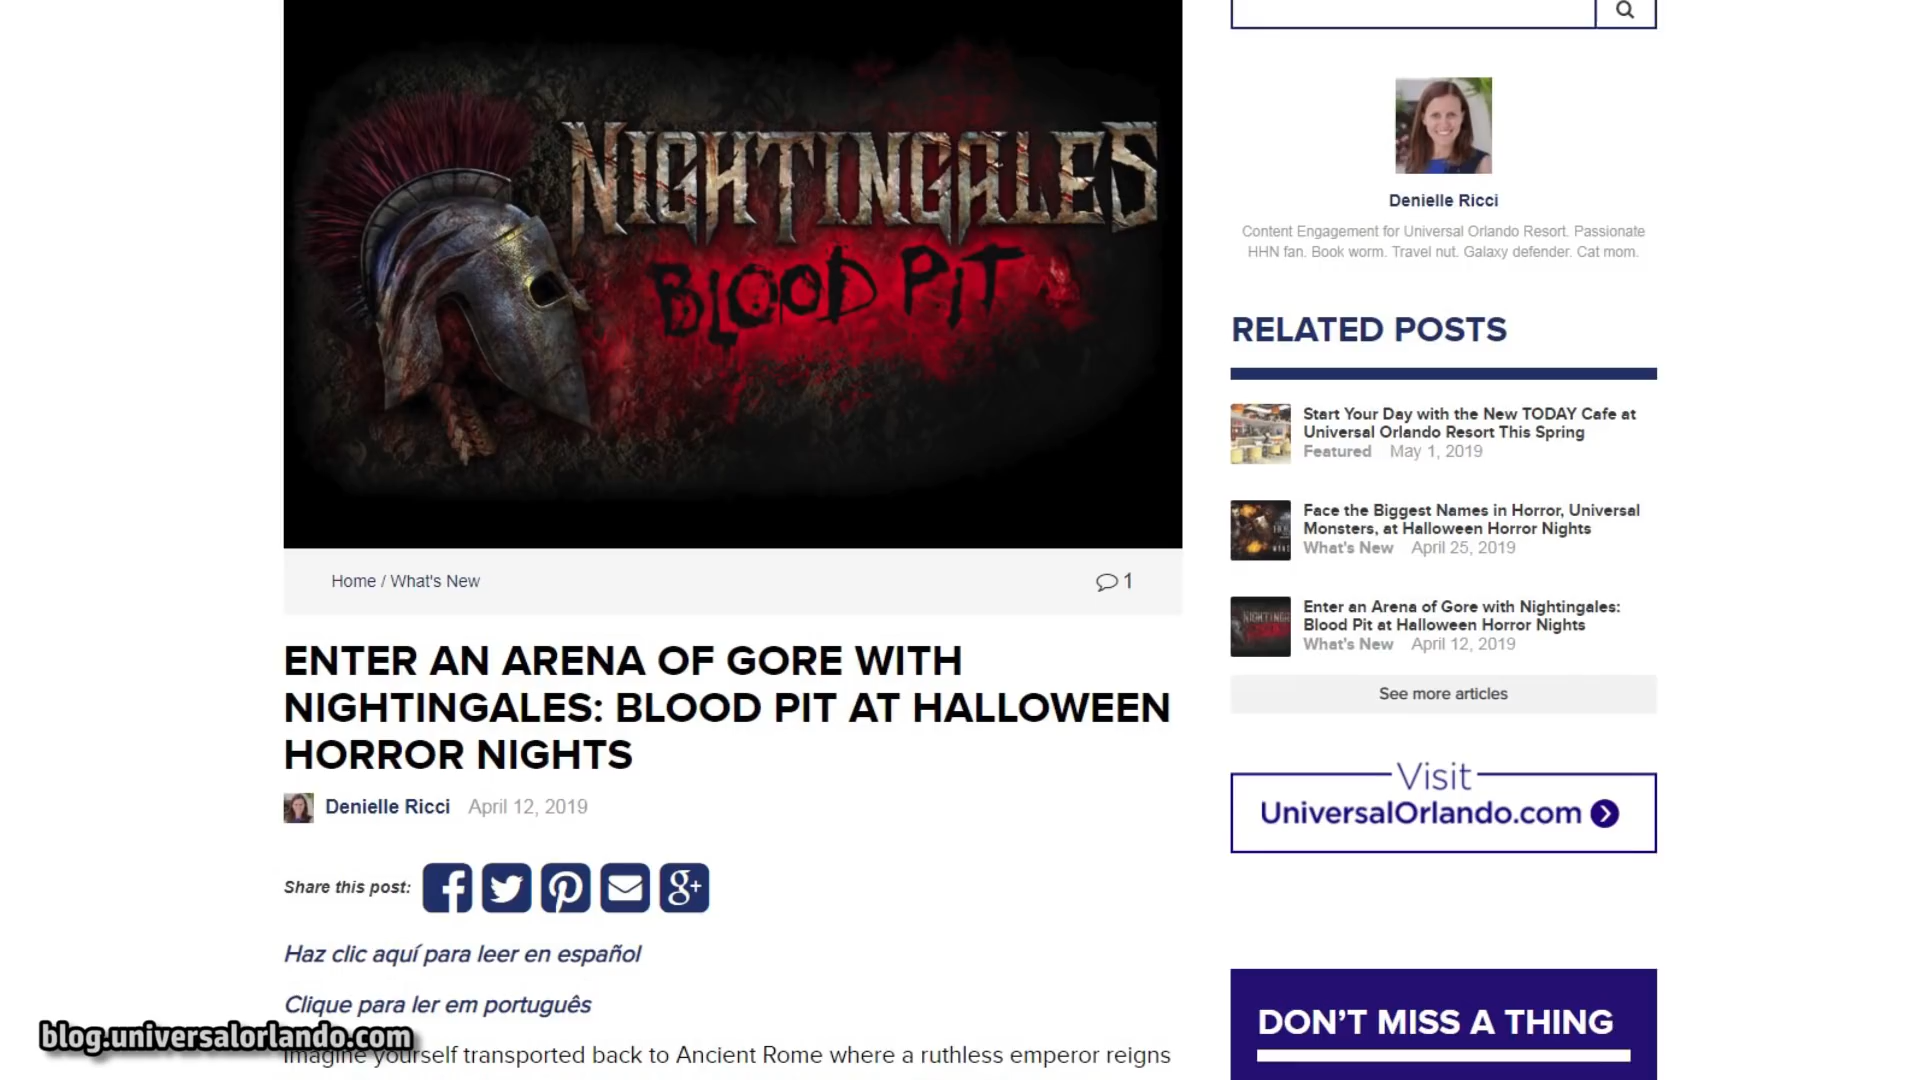 NIGHTINGALES
BLOOD PIT
Home / What's New
1
ENTER AN ARENA OF GORE WITH
NIGHTINGALES: BLOOD PIT AT HALLOWEEN
HORROR NIGHTS
Denielle Ricci April 12, 2019
Share this post:
Haz clic aquí para leer en español
Clique para ler em português
Imagine yourself transported back to Ancient Rome where a ruthless emperor reigns
blog.universalorlando.com
Denielle Ricci
Content Engagement for Universal Orlando Resort. Passionate
HHN fan. Book worm. Travel nut. Galaxy defender. Cat mom.
RELATED POSTS
Start Your Day with the New TODAY Cafe at
Universal Orlando Resort This Spring
Featured May 1, 2019
Face the Biggest Names in Horror, Universal
Monsters, at Halloween Horror Nights
What's New April 25, 2019
Enter an Arena of Gore with Nightingales:
Blood Pit at Halloween Horror Nights
What's New April 12, 2019
See more articles
Visit
UniversalOrlando.com
DON'T MISS A THING